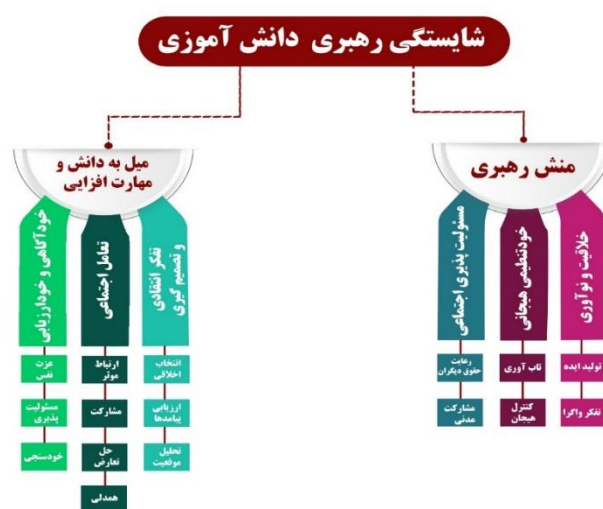 شایستگی رهبری دانش آموزی
منش رهبری
خلاقیت و نوآوری
تولید ایده
تفکر واگرا
خودتنظیمی هیجانی
تاب آوری
کنترل
هیجان
مسئولیت پذیری اجتماعی
رعایت
حقوق دیگران
مشارکت
مدنی
میل به دانش و
مهارت افزایی
تفکر انتقادی
و تصمیم گیری
انتخاب
اخلاقی
ارزیابی
پیامدها
تحلیل
موقعیت
تعامل اجتماعی
ارتباط
موثر
مشارکت
حل
تعارض
همدلی
خودآگاهی و خودارزیابی
عزت
نفس
مسئولیت
پذیری
خودسنجی